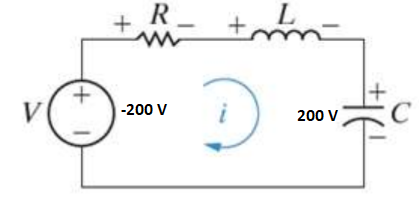 + R − + L −
V + − -200 V i 200 V + − C